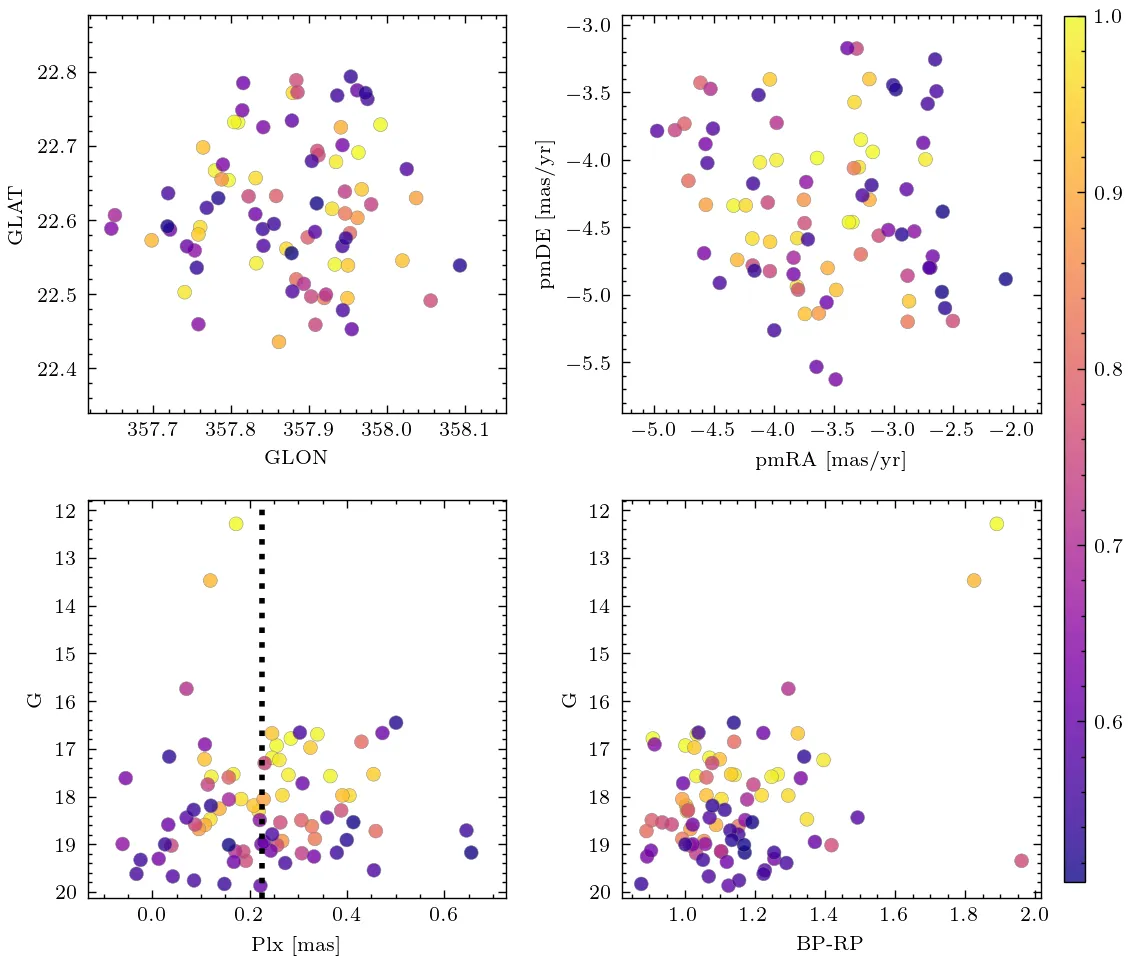 22.8
22.7
22.6
22.5
22.4
GLAT
357.7 357.8 357.9 358.0 358.1
GLON
−3.0
−3.5
−4.0
−4.5
−5.0
−5.5
pmDE [mas/yr]
−5.0 −4.5 −4.0 −3.5 −3.0 −2.5 −2.0
pmRA [mas/yr]
1.0
0.9
0.8
0.7
0.6
12
13
14
15
16
17
18
19
20
G
0.0 0.2 0.4 0.6
Plx [mas]
12
13
14
15
16
17
18
19
20
G
1.0 1.2 1.4 1.6 1.8 2.0
BP-RP